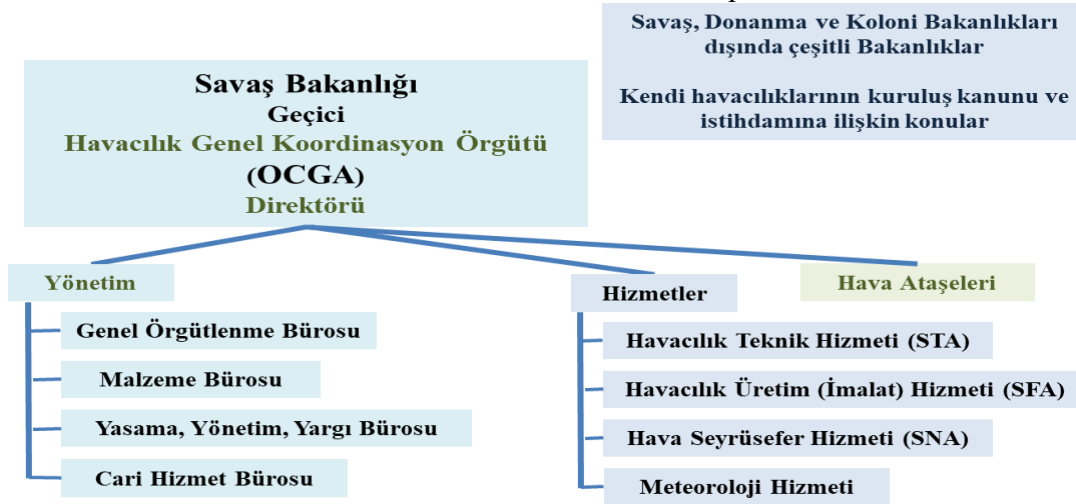 Savaş, Donanma ve Koloni Bakanlıkları
dışında çeşitli Bakanlıklar
Kendi havacılıklarının kuruluş kanunu ve
istihdamına ilişkin konular
Savaş Bakanlığı
Geçici
Havacılık Genel Koordinasyon Örgütü
(OCGA)
Direktörü
Yönetim
Genel Örgütlenme Bürosu
Malzeme Bürosu
Yasama, Yönetim, Yargı Bürosu
Cari Hizmet Bürosu
Hizmetler
Havacılık Teknik Hizmeti (STA)
Havacılık Üretim (İmalat) Hizmeti (SFA)
Hava Seyrüsefer Hizmeti (SNA)
Meteoroloji Hizmeti
Hava Ataşeleri